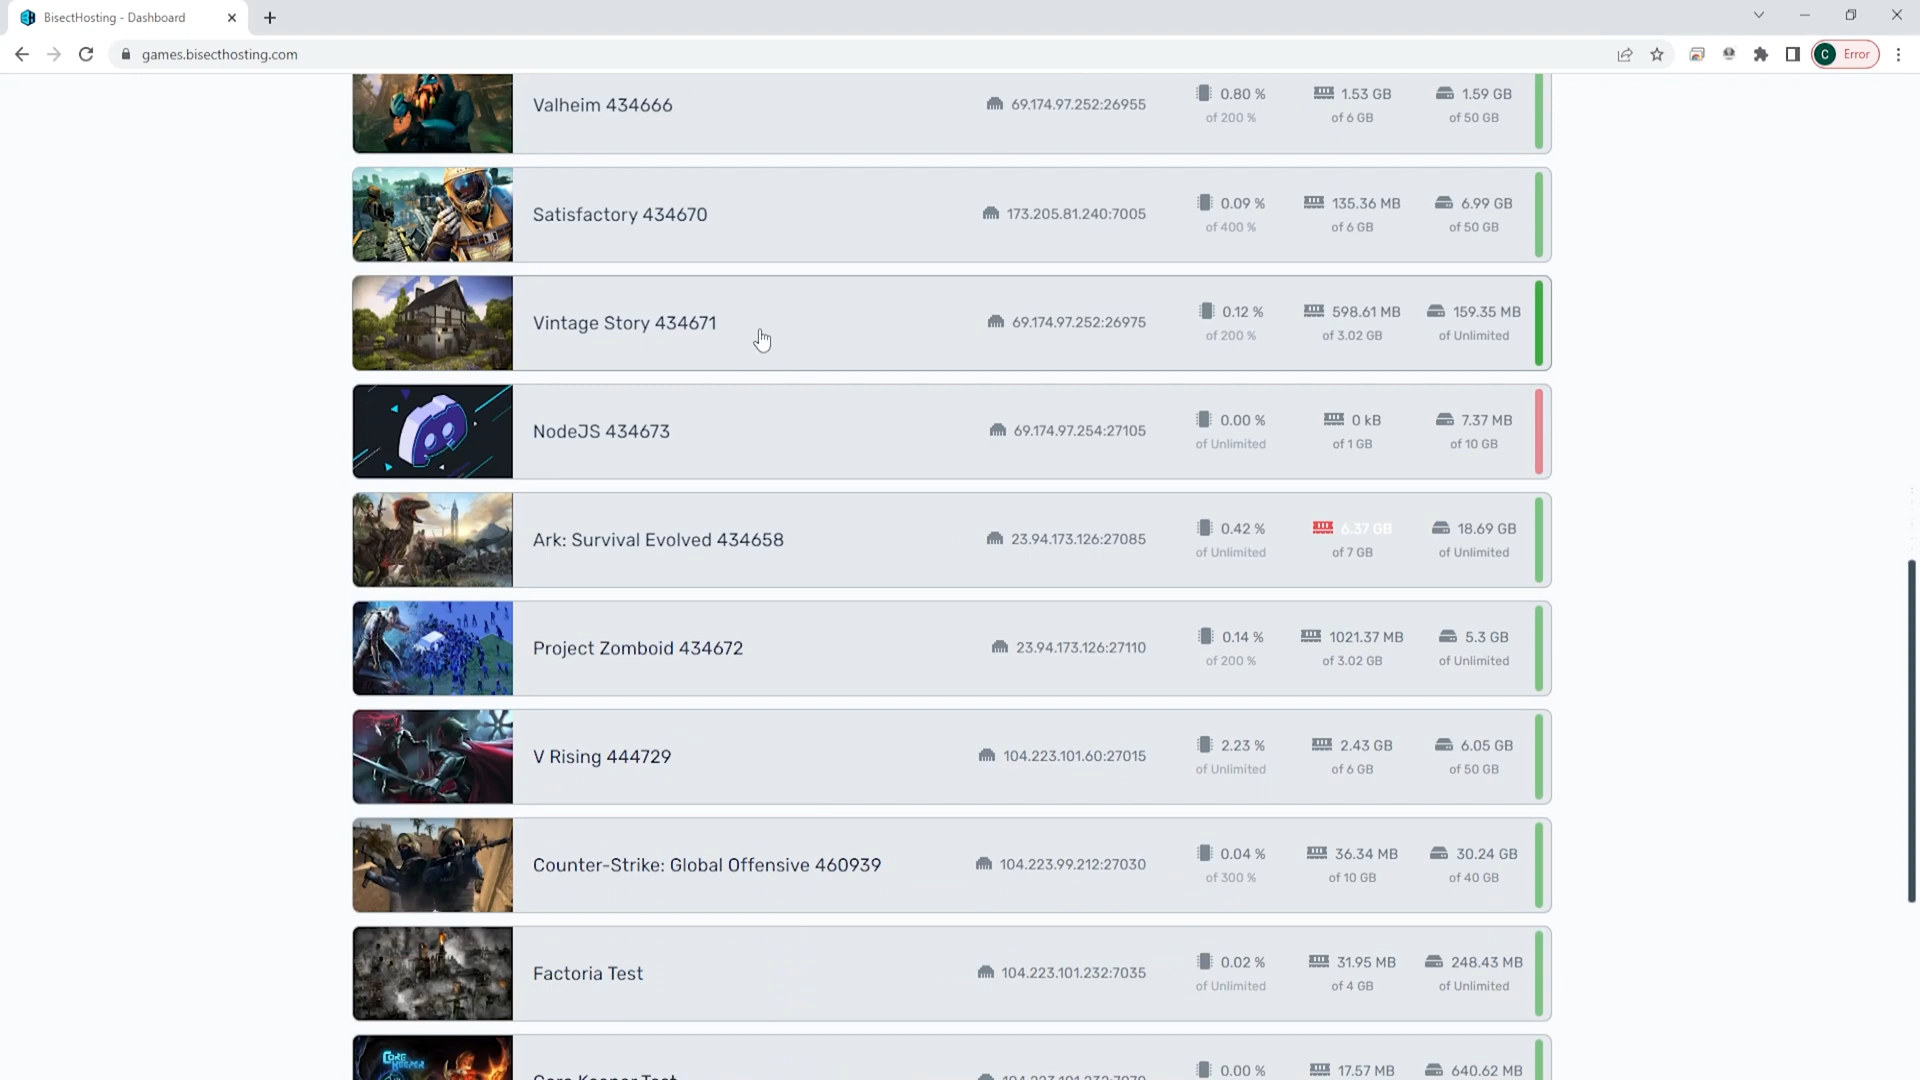 BisectHosting - Dashboard
games.bisecthosting.com
C Error
Valheim 434666
69.174.97.252:26955
0.80 %
of 200 %
1.53 GB
of 6 GB
1.59 GB
of 50 GB
Satisfactory 434670
173.205.81.240:7005
0.09 %
of 400 %
135.36 MB
of 6 GB
6.99 GB
of 50 GB
Vintage Story 434671
69.174.97.252:26975
0.12 %
of 200 %
598.61 MB
of 3.02 GB
159.35 MB
of Unlimited
NodeJS 434673
69.174.97.254:27105
0.00 %
of Unlimited
0 kB
of 1 GB
7.37 MB
of 10 GB
Ark: Survival Evolved 434658
23.94.173.126:27085
0.42 %
of Unlimited
6.37 GB
of 7 GB
18.69 GB
of Unlimited
Project Zomboid 434672
23.94.173.126:27110
0.14 %
of 200 %
1021.37 MB
of 3.02 GB
5.3 GB
of Unlimited
V Rising 444729
104.223.101.60:27015
2.23 %
of Unlimited
2.43 GB
of 6 GB
6.05 GB
of 50 GB
Counter-Strike: Global Offensive 460939
104.223.99.212:27030
0.04 %
of 300 %
36.34 MB
of 10 GB
30.24 GB
of 40 GB
Factoria Test
104.223.101.232:7035
0.02 %
of Unlimited
31.95 MB
of 4 GB
248.43 MB
of Unlimited
CORE
KEEPER
Core Keeper Test
0.00 %
17.57 MB
640.62 MB